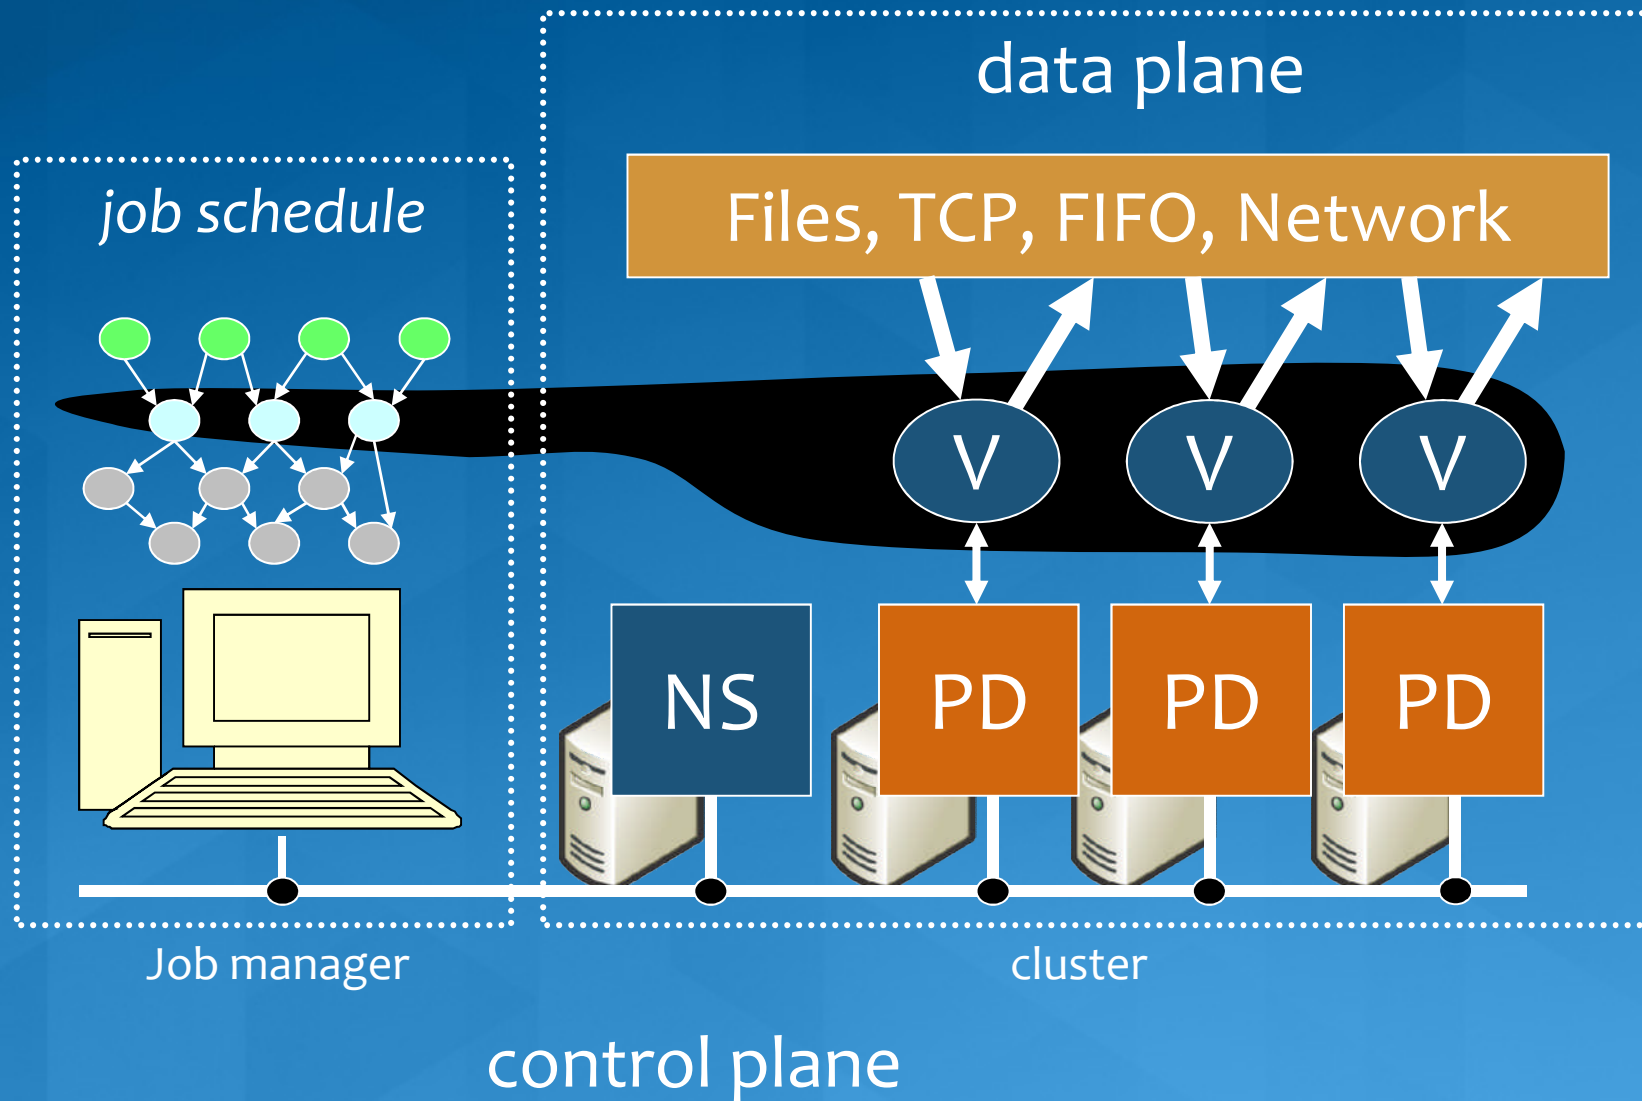 data plane
job schedule
Files, TCP, FIFO, Network
V V V
NS PD PD PD
Job manager
cluster
control plane